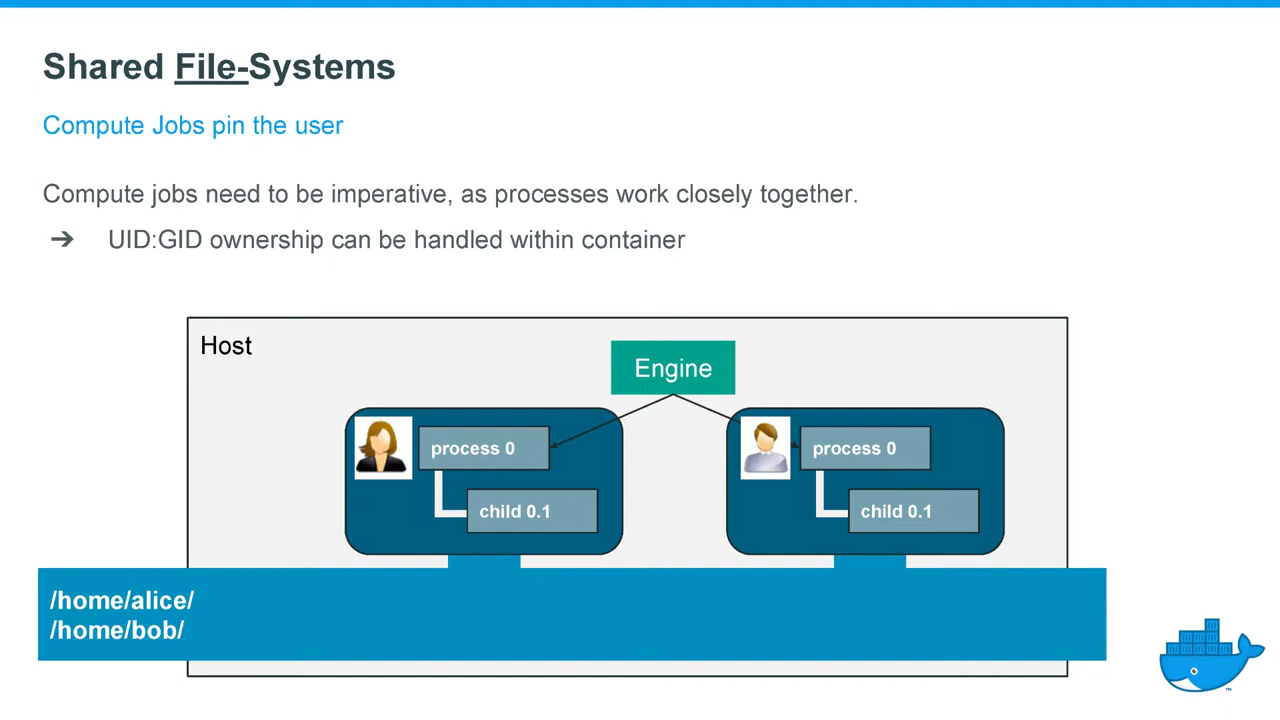 Shared File-Systems
Compute Jobs pin the user
Compute jobs need to be imperative, as processes work closely together.
➔ UID:GID ownership can be handled within container
Host
Engine
process 0
child 0.1
process 0
child 0.1
/home/alice/
/home/bob/